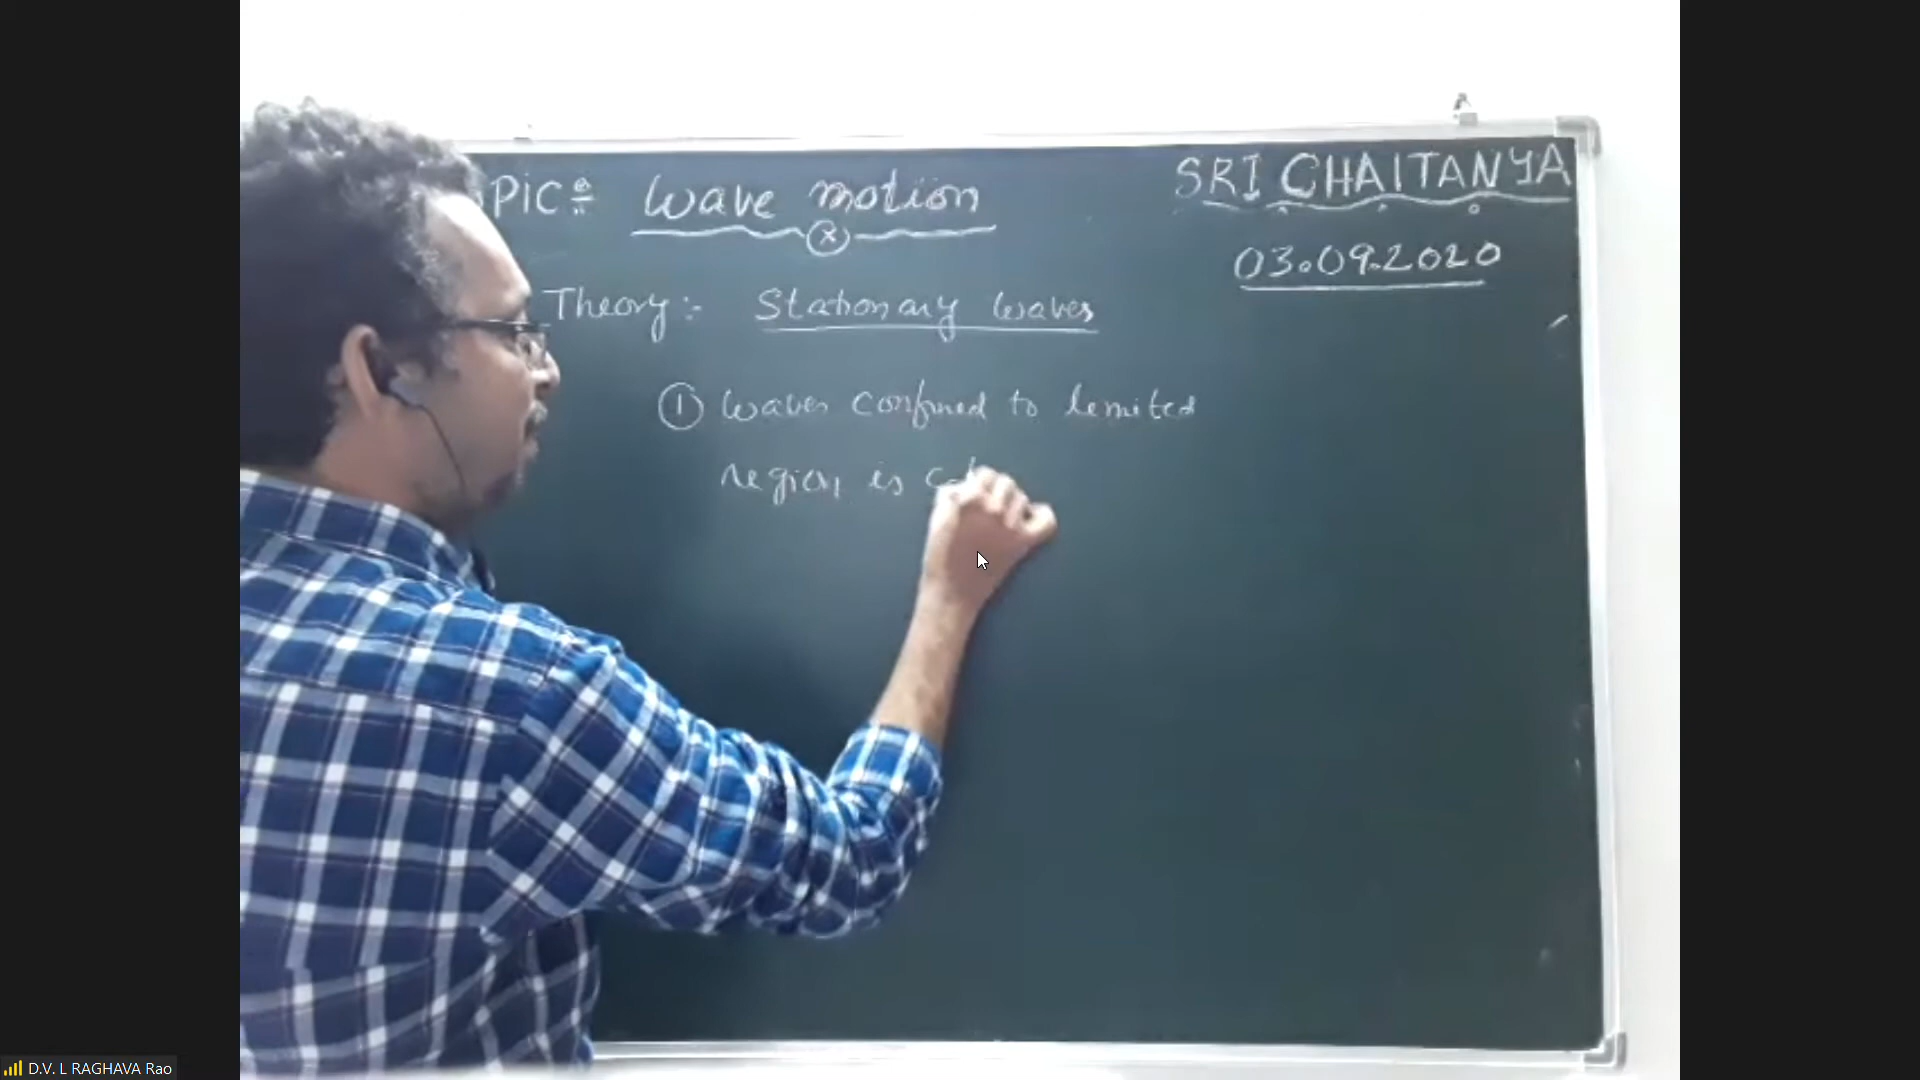 SRI CHAITANYA
PIC:- Wave motion
03.09.2020
Theory:- Stationary waves
① Waves confined to limited
region is
D.V. L RAGHAVA Rao